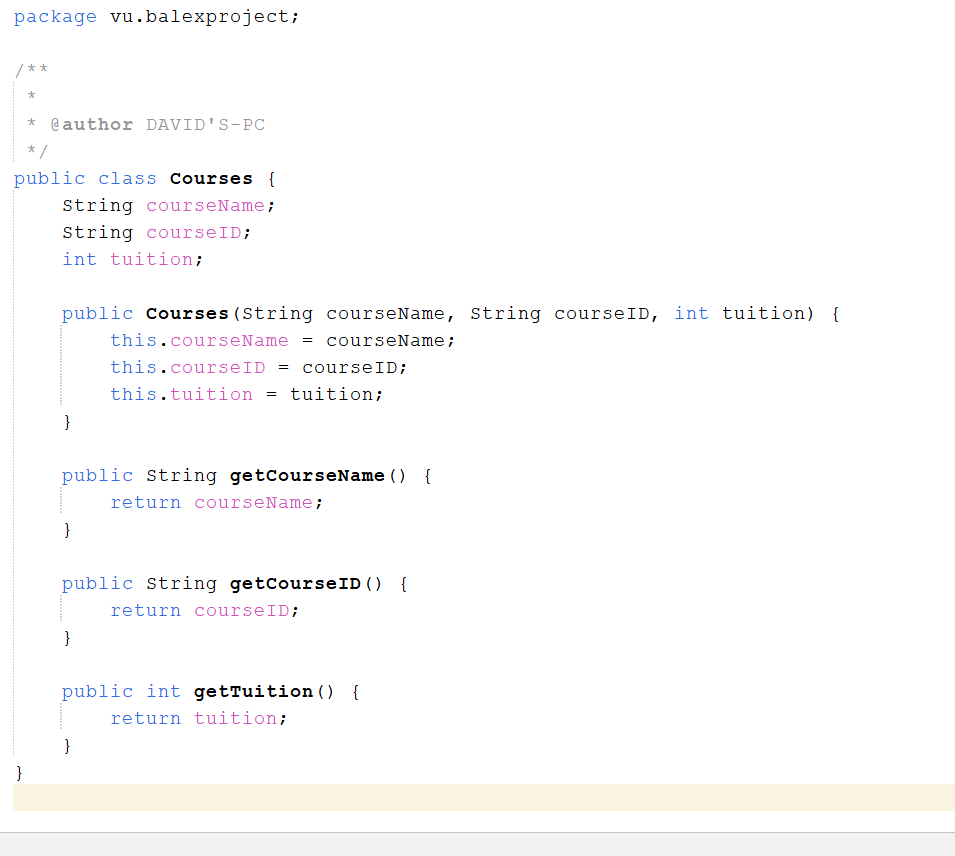 package vu.balexproject;
/**
*
* @author DAVID'S-PC
*/
public class Courses {
String courseName;
String courseID;
int tuition;
public Courses(String courseName, String courseID, int tuition) {
this.courseName = courseName;
this.courseID = courseID;
this.tuition = tuition;
}
public String getCourseName() {
return courseName;
}
public String getCourseID() {
return courseID;
}
public int getTuition() {
return tuition;
}
}